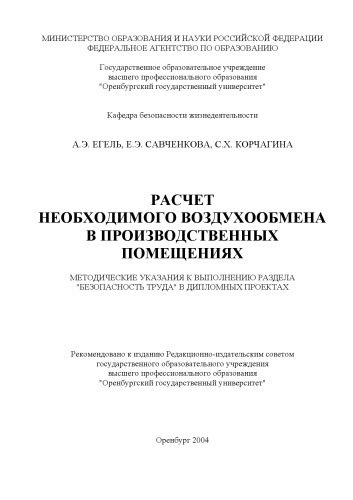 МИНИСТЕРСТВО ОБРАЗОВАНИЯ И НАУКИ РОССИЙСКОЙ ФЕДЕРАЦИИ
ФЕДЕРАЛЬНОЕ АГЕНТСТВО ПО ОБРАЗОВАНИЮ
Государственное образовательное учреждение
высшего профессионального образования
"Оренбургский государственный университет"
Кафедра безопасности жизнедеятельности
А.Э. ЕГЕЛЬ, Е.Э. САВЧЕНКОВА, С.Х. КОРЧАГИНА
РАСЧЕТ
НЕОБХОДИМОГО ВОЗДУХООБМЕНА
В ПРОИЗВОДСТВЕННЫХ
ПОМЕЩЕНИЯХ
МЕТОДИЧЕСКИЕ УКАЗАНИЯ К ВЫПОЛНЕНИЮ РАЗДЕЛА
"БЕЗОПАСНОСТЬ ТРУДА" В ДИПЛОМНЫХ ПРОЕКТАХ
Рекомендовано к изданию Редакционно-издательским советом
государственного образовательного учреждения
высшего профессионального образования
"Оренбургский государственный университет"
Оренбург 2004